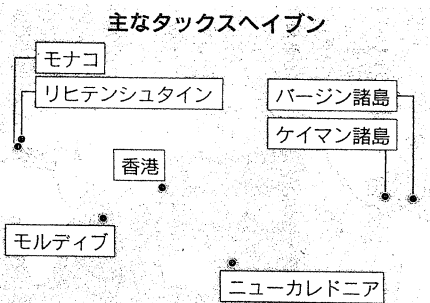 主なタックスヘイブン
モナコ
リヒテンシュタイン
バージン諸島
ケイマン諸島
香港
モルディブ
ニューカレドニア